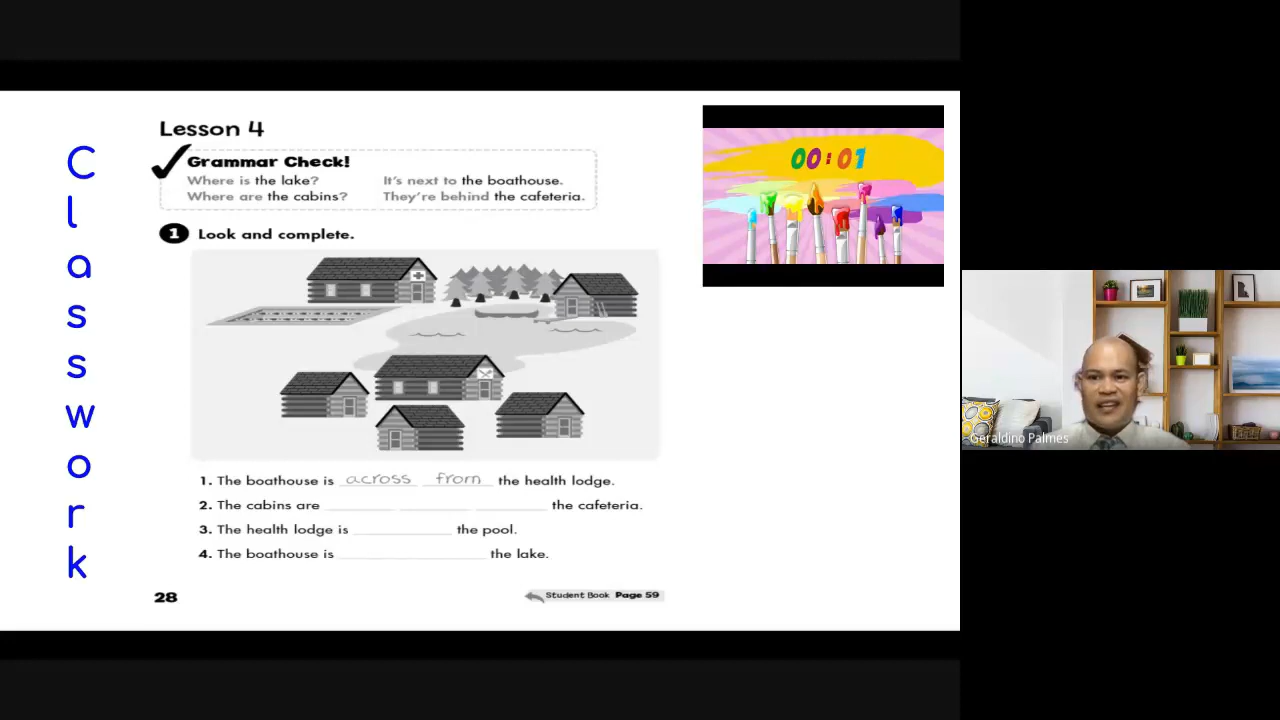 Classwork
Lesson 4
Grammar Check!
Where is the lake? It's next to the boathouse.
Where are the cabins? They're behind the cafeteria.
1 Look and complete.
1. The boathouse is across from the health lodge.
2. The cabins are the cafeteria.
3. The health lodge is the pool.
4. The boathouse is the lake.
28
Student Book Page 59
00:01
Geraldino Palmes